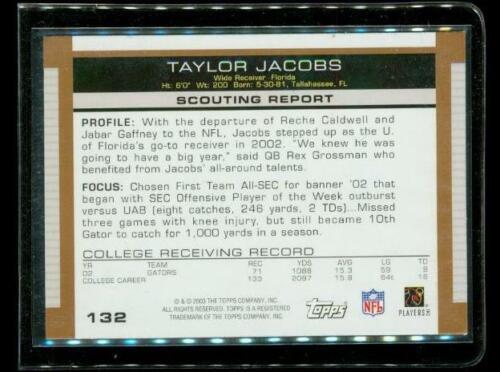 TAYLOR JACOBS
Wide Receiver Florida
Ht: 6'0" Wt: 200 Born: 5-30-81, Tallahassee, FL
SCOUTING REPORT
PROFILE: With the departure of Reche Caldwell and
Jabar Gaffney to the NFL, Jacobs stepped up as the U.
of Florida's go-to receiver in 2002. "We knew he was
going to have a big year," said QB Rex Grossman who
benefited from Jacobs' all-around talents.
FOCUS: Chosen First Team All-SEC for banner '02 that
began with SEC Offensive Player of the Week outburst
versus UAB (eight catches, 246 yards, 2 TDs)...Missed
three games with knee injury, but still became 10th
Gator to catch for 1,000 yards in a season.
COLLEGE RECEIVING RECORD
YR TEAM REC YDS AVG LG TD
02 GATORS 71 1088 15.3 59 8
COLLEGE CAREER 133 2097 15.8 64t 16
132
© & © 2003 THE TOPPS COMPANY, INC.
ALL RIGHTS RESERVED. TOPPS IS A REGISTERED
TRADEMARK OF THE TOPPS COMPANY, INC.
Topps
NFL
PLAYERS INC